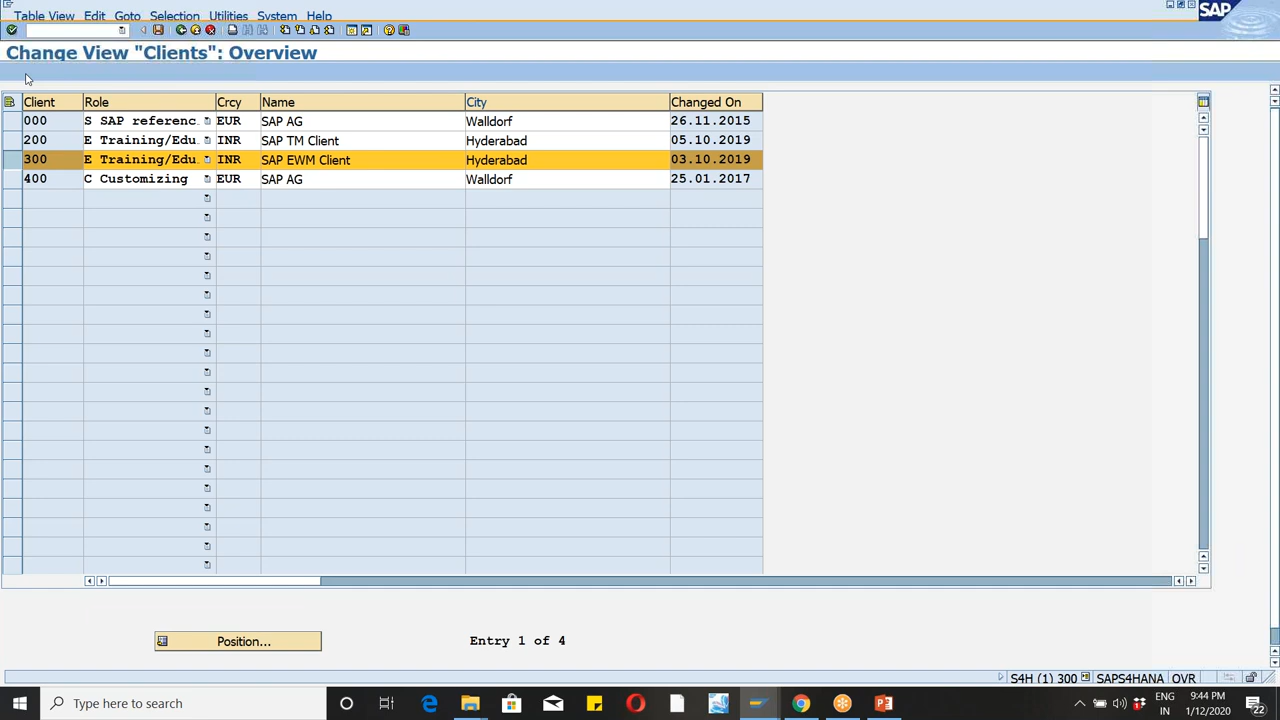 Table View Edit Goto Selection Utilities System Help
SAP
Change View "Clients": Overview
Client Role Crcy Name City Changed On
000 S SAP referenc. EUR SAP AG Walldorf 26.11.2015
200 E Training/Edu. INR SAP TM Client Hyderabad 05.10.2019
300 E Training/Edu. INR SAP EWM Client Hyderabad 03.10.2019
400 C Customizing EUR SAP AG Walldorf 25.01.2017
Position... Entry 1 of 4
S4H (1) 300 SAPS4HANA OVR
Type here to search
ENG 9:44 PM
IN 1/12/2020
22